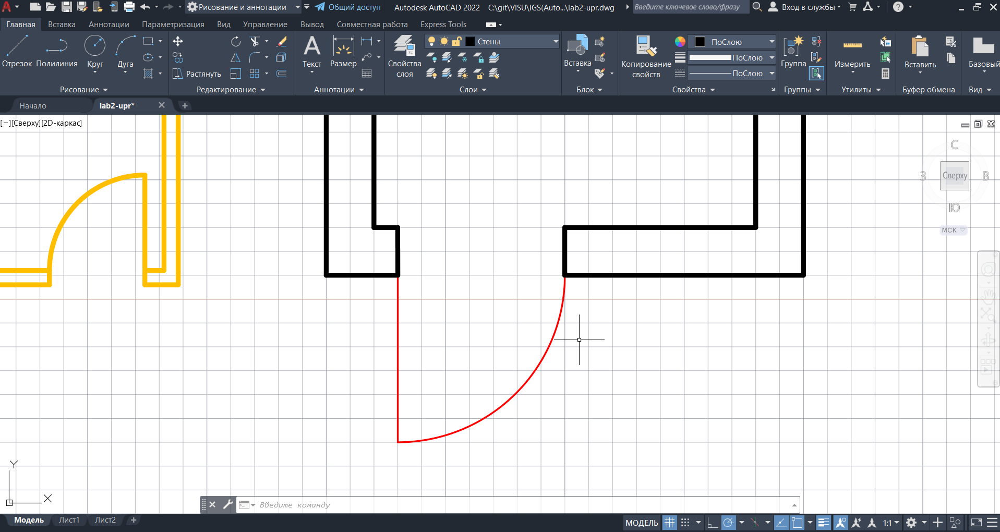 Рисование и аннотации
Общий доступ
Autodesk AutoCAD 2022
C:\git\VISU\IGS(Auto...\lab2-upr.dwg
Введите ключевое слово/фразу
Вход в службы
Главная
Вставка
Аннотации
Параметризация
Вид
Управление
Вывод
Совместная работа
Express Tools
Отрезок
Полилиния
Круг
Дуга
Рисование
Растянуть
Редактирование
Текст
Размер
Аннотации
Свойства
слоя
Стены
Слои
Вставка
Блок
Копирование
свойств
ПоСлою
ПоСлою
ПоСлою
Свойства
Группа
Группы
Измерить
Утилиты
Вставить
Буфер обмена
Базовый
Вид
Начало
lab2-upr*
[−][Сверху][2D-каркас]
С
З
Сверху
В
Ю
МСК
Y
X
Введите команду
Модель
Лист1
Лист2
МОДЕЛЬ
1:1